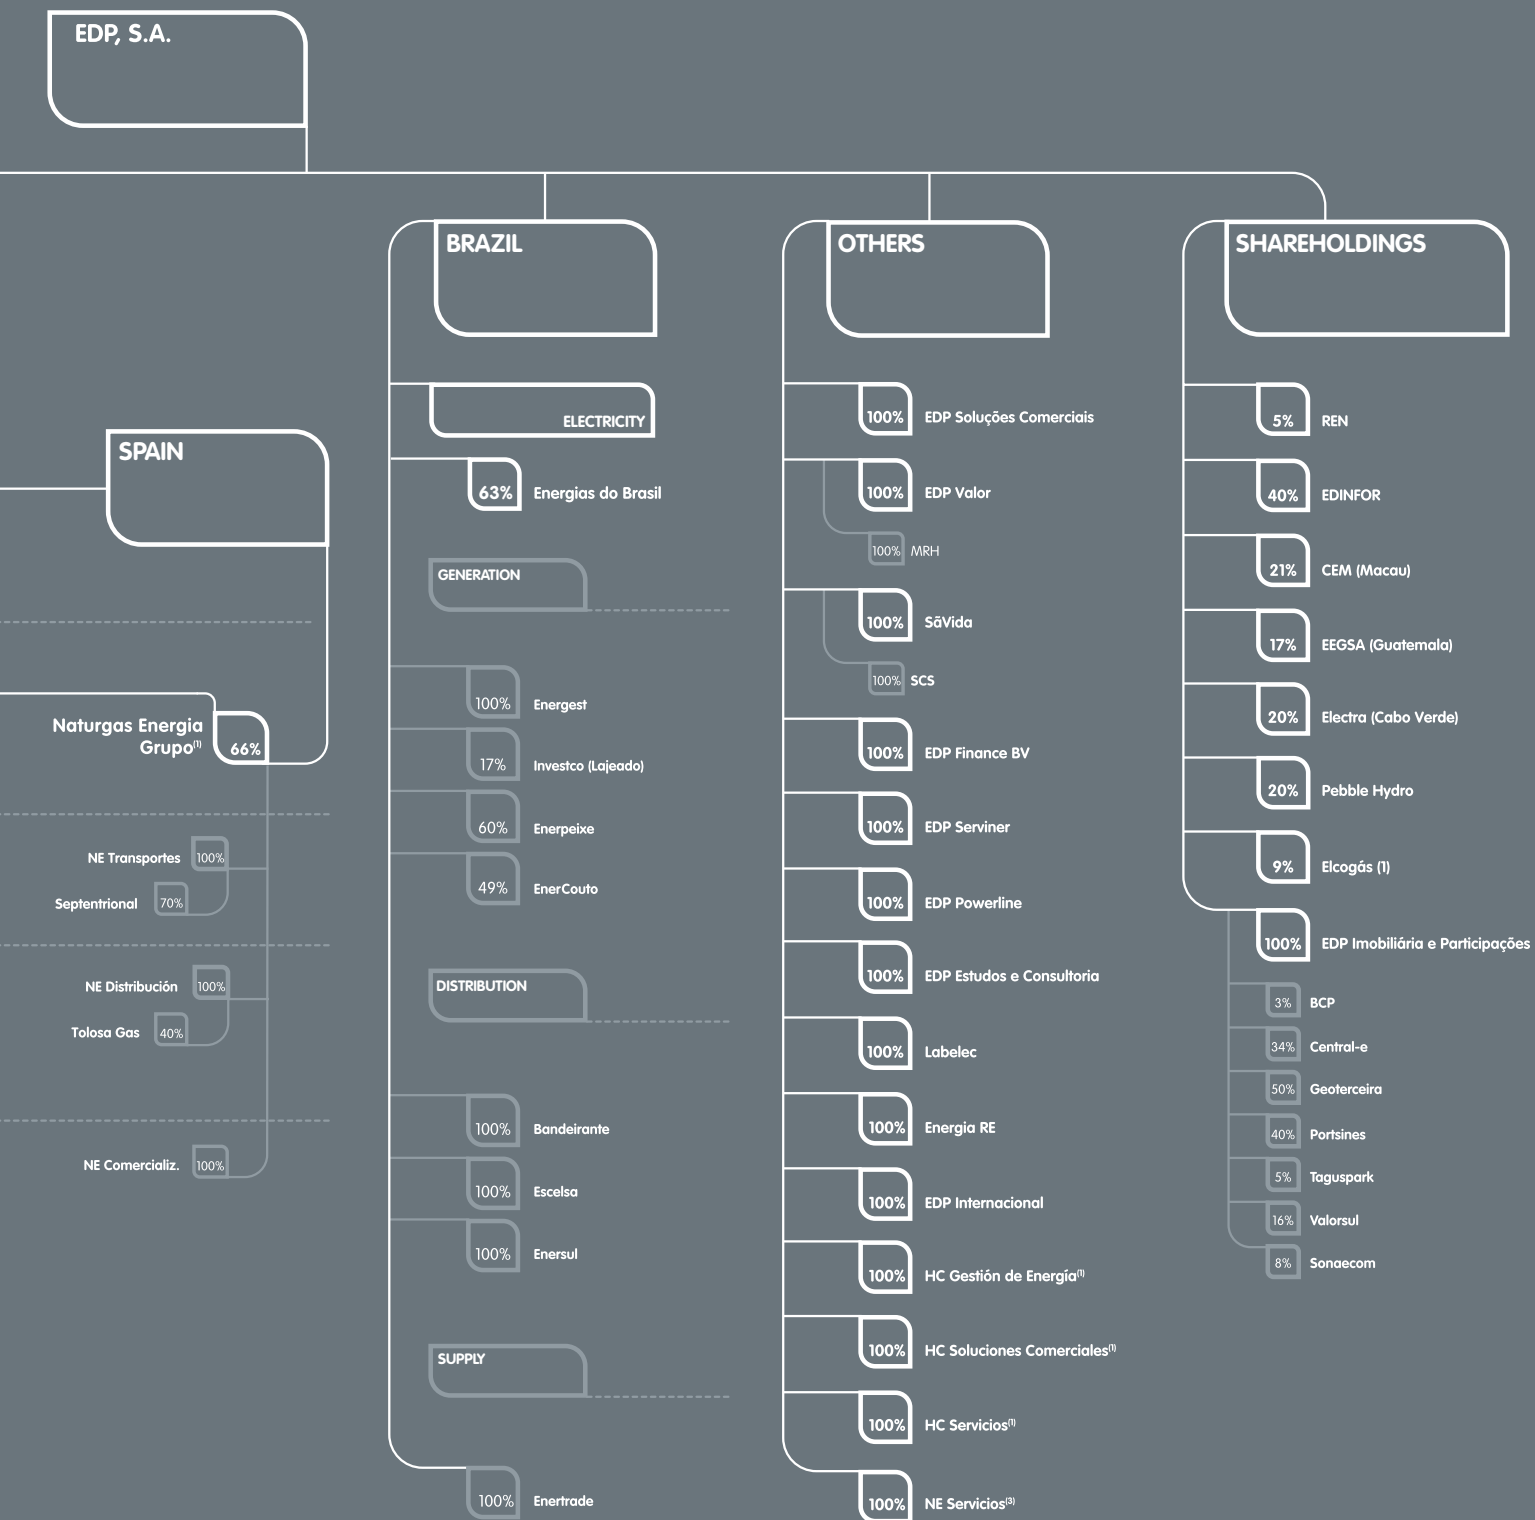 EDP, S.A.
SPAIN
Naturgas Energia
Grupo(1)
66%
NE Transportes 100%
Septentrional 70%
NE Distribución 100%
Tolosa Gas 40%
NE Comercializ. 100%
BRAZIL
ELECTRICITY
63% Energias do Brasil
GENERATION
100% Energest
17% Investco (Lajeado)
60% Enerpeixe
49% EnerCouto
DISTRIBUTION
100% Bandeirante
100% Escelsa
100% Enersul
SUPPLY
100% Enertrade
OTHERS
100% EDP Soluções Comerciais
100% EDP Valor
100% MRH
100% SãVida
100% SCS
100% EDP Finance BV
100% EDP Serviner
100% EDP Powerline
100% EDP Estudos e Consultoria
100% Labelec
100% Energia RE
100% EDP Internacional
100% HC Gestión de Energía(1)
100% HC Soluciones Comerciales(1)
100% HC Servicios(1)
100% NE Servicios(3)
SHAREHOLDINGS
5% REN
40% EDINFOR
21% CEM (Macau)
17% EEGSA (Guatemala)
20% Electra (Cabo Verde)
20% Pebble Hydro
9% Elcogás (1)
100% EDP Imobiliária e Participações
3% BCP
34% Central-e
50% Geoterceira
40% Portsines
5% Taguspark
16% Valorsul
8% Sonaecom